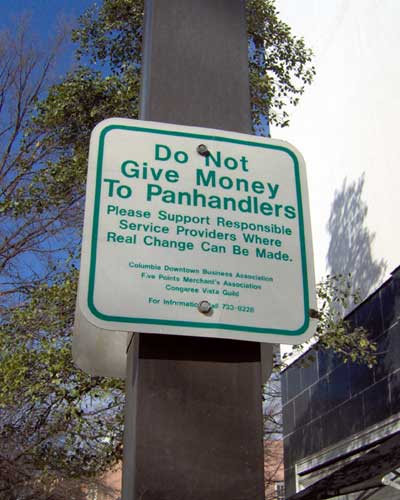 Do Not
Give Money
To Panhandlers
Please Support Responsible
Service Providers Where
Real Change Can Be Made.
Columbia Downtown Business Association
Five Points Merchant's Association
Congaree Vista Guild
For Information Call 733-8228